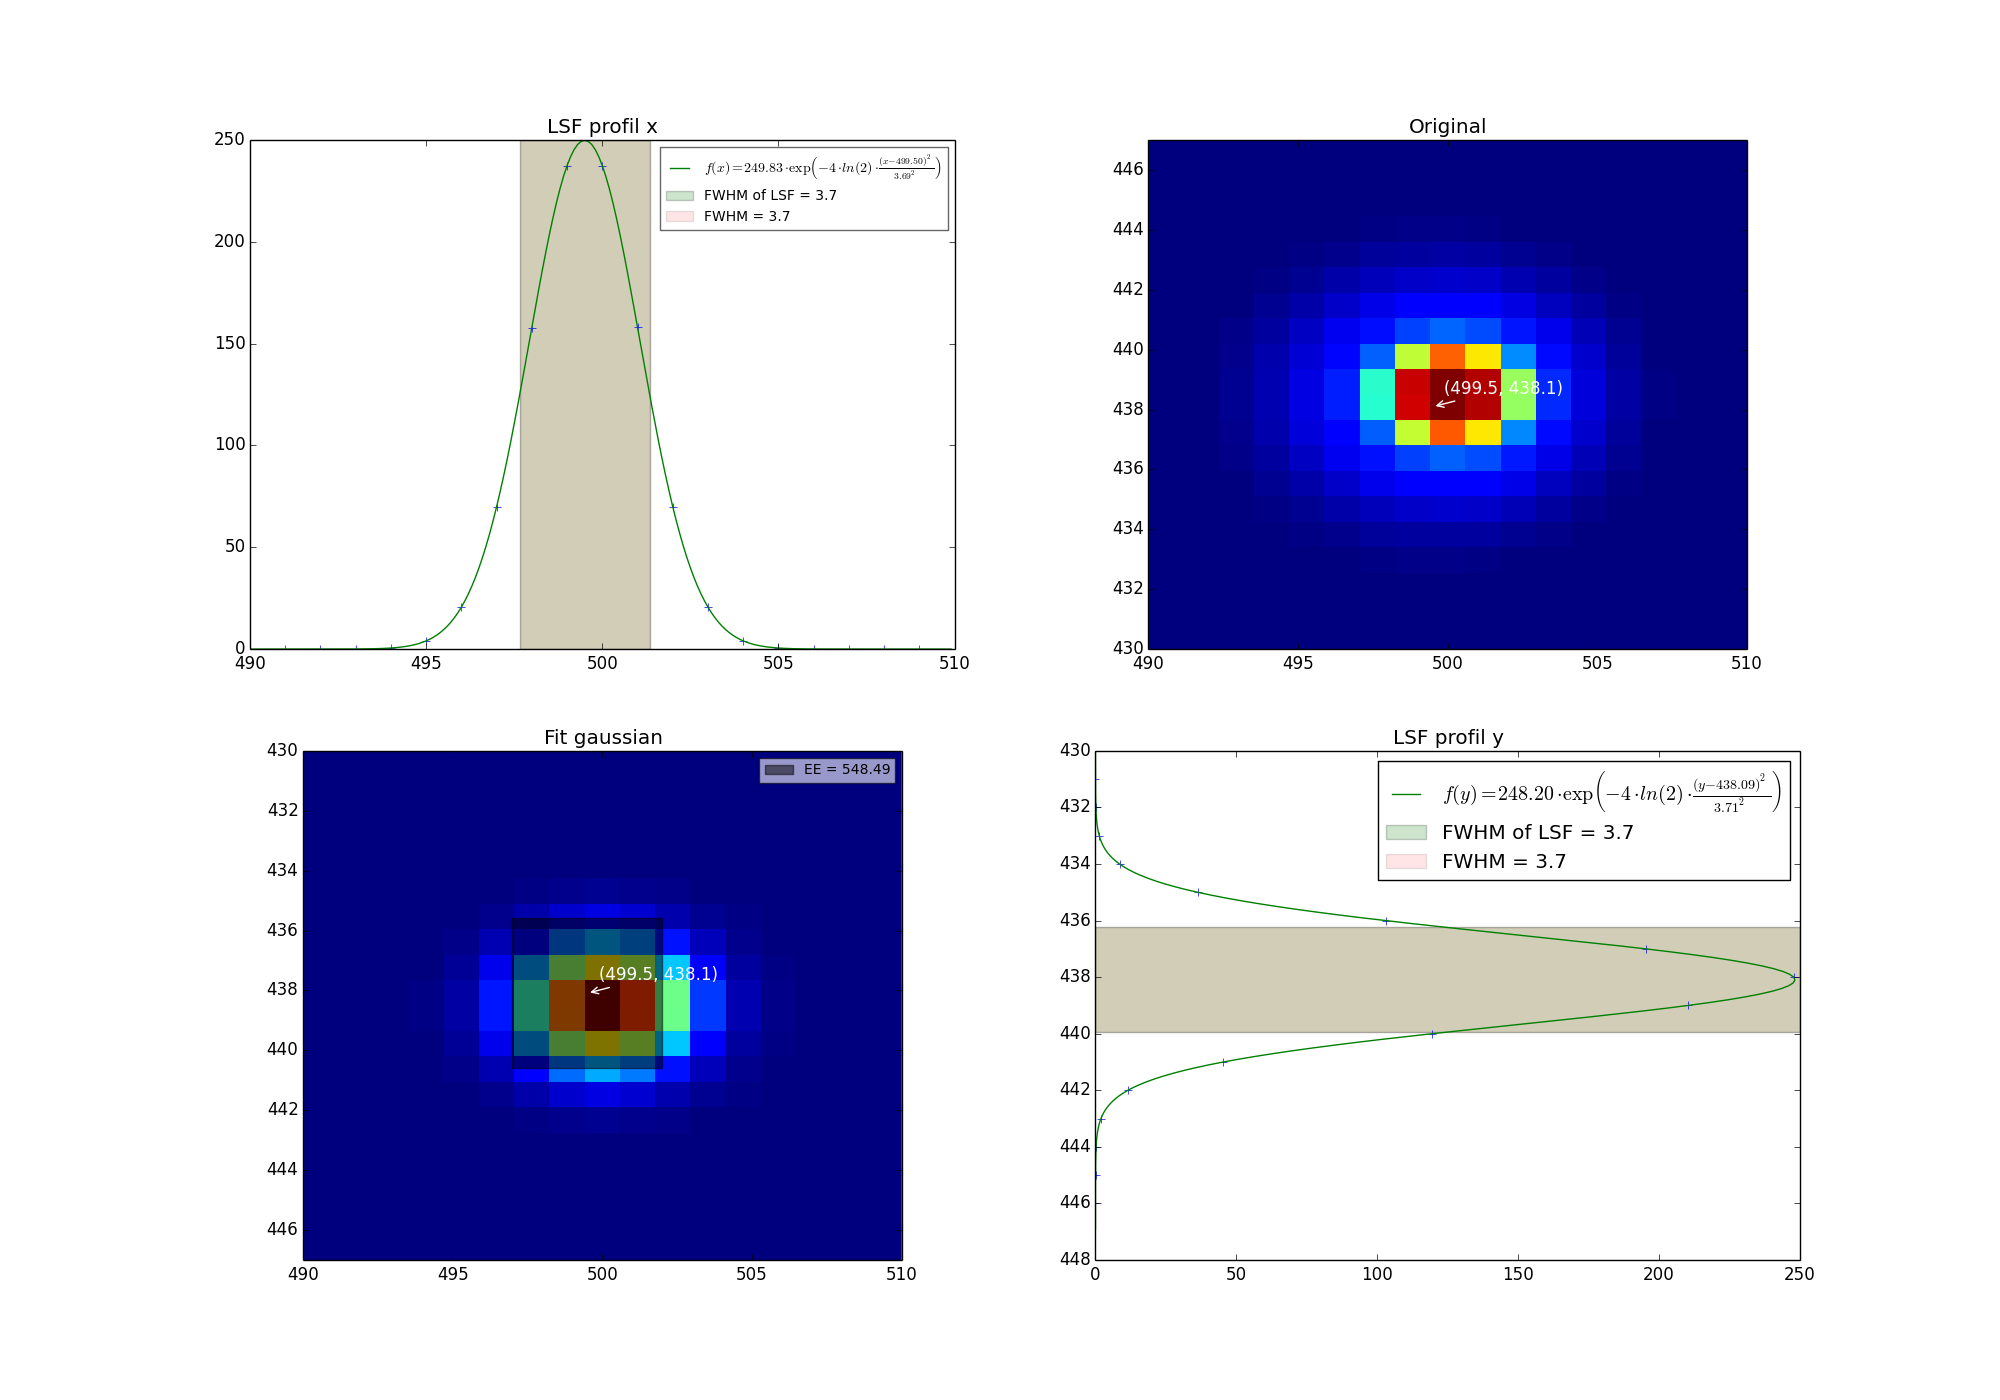 LSF profil x
250
200
150
100
50
0
490 495 500 505 510
f(x)=249.83·exp(−4·ln(2)·(x−499.50)²/3.69²)
FWHM of LSF = 3.7
FWHM = 3.7
Original
446
444
442
440
438
436
434
432
430
490 495 500 505 510
(499.5, 438.1)
Fit gaussian
430
432
434
436
438
440
442
444
446
490 495 500 505 510
EE = 548.49
(499.5, 438.1)
LSF profil y
430
432
434
436
438
440
442
444
446
448
0 50 100 150 200 250
f(y)=248.20·exp(−4·ln(2)·(y−438.09)²/3.71²)
FWHM of LSF = 3.7
FWHM = 3.7